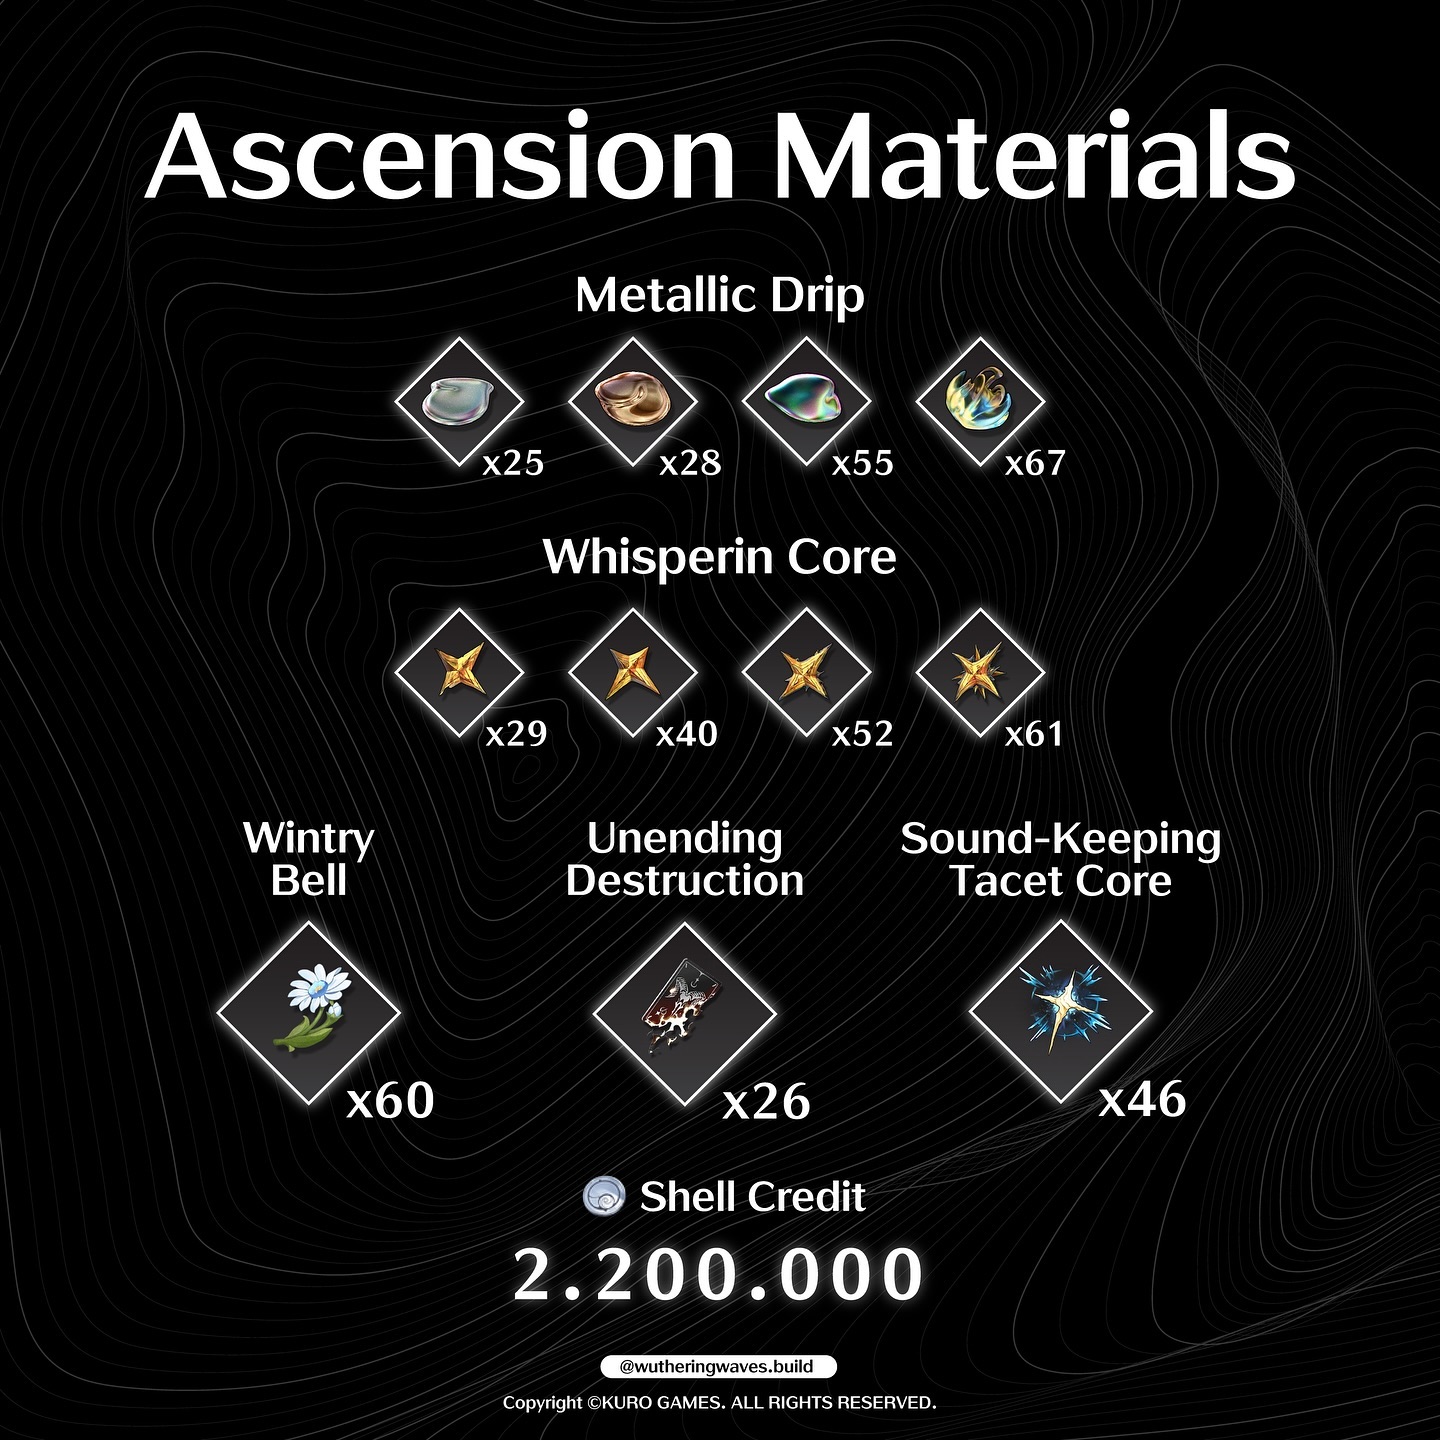 Ascension Materials
Metallic Drip
x25 x28 x55 x67
Whisperin Core
x29 x40 x52 x61
Wintry
Bell
Unending
Destruction
Sound-Keeping
Tacet Core
x60 x26 x46
Shell Credit
2.200.000
@wutheringwaves.build
Copyright ©KURO GAMES. ALL RIGHTS RESERVED.